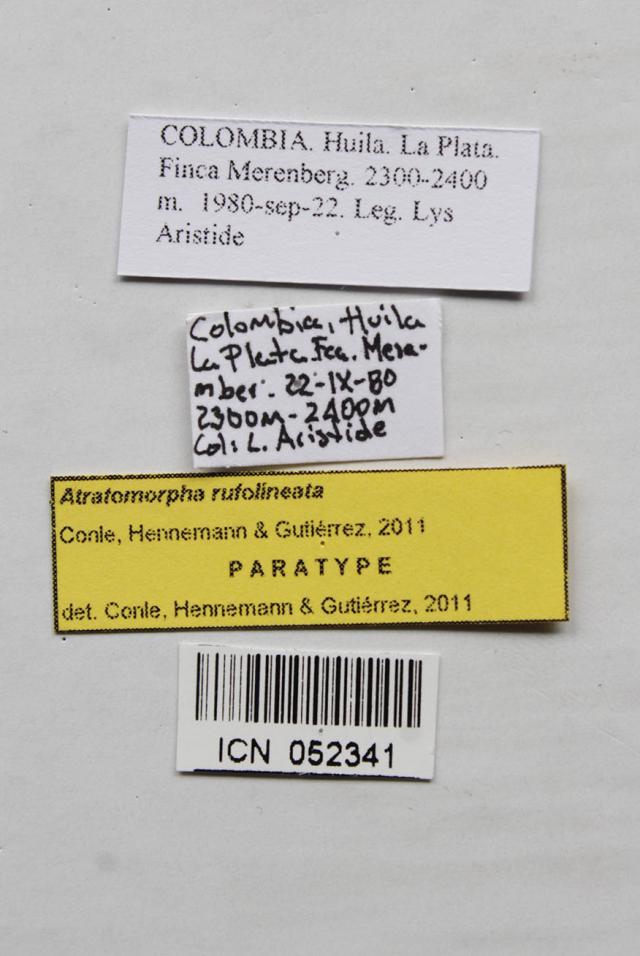 COLOMBIA. Huila. La Plata.
Finca Merenberg. 2300-2400
m. 1980-sep-22. Leg. Lys
Aristide
Colombia, Huila
La Plata. Fca. Mere-
mber. 22-IX-80
2300M-2400M
Col: L. Aristide
Atratomorpha rufolineata
Conle, Hennemann & Gutiérrez, 2011
PARATYPE
det. Conle, Hennemann & Gutiérrez, 2011
ICN 052341